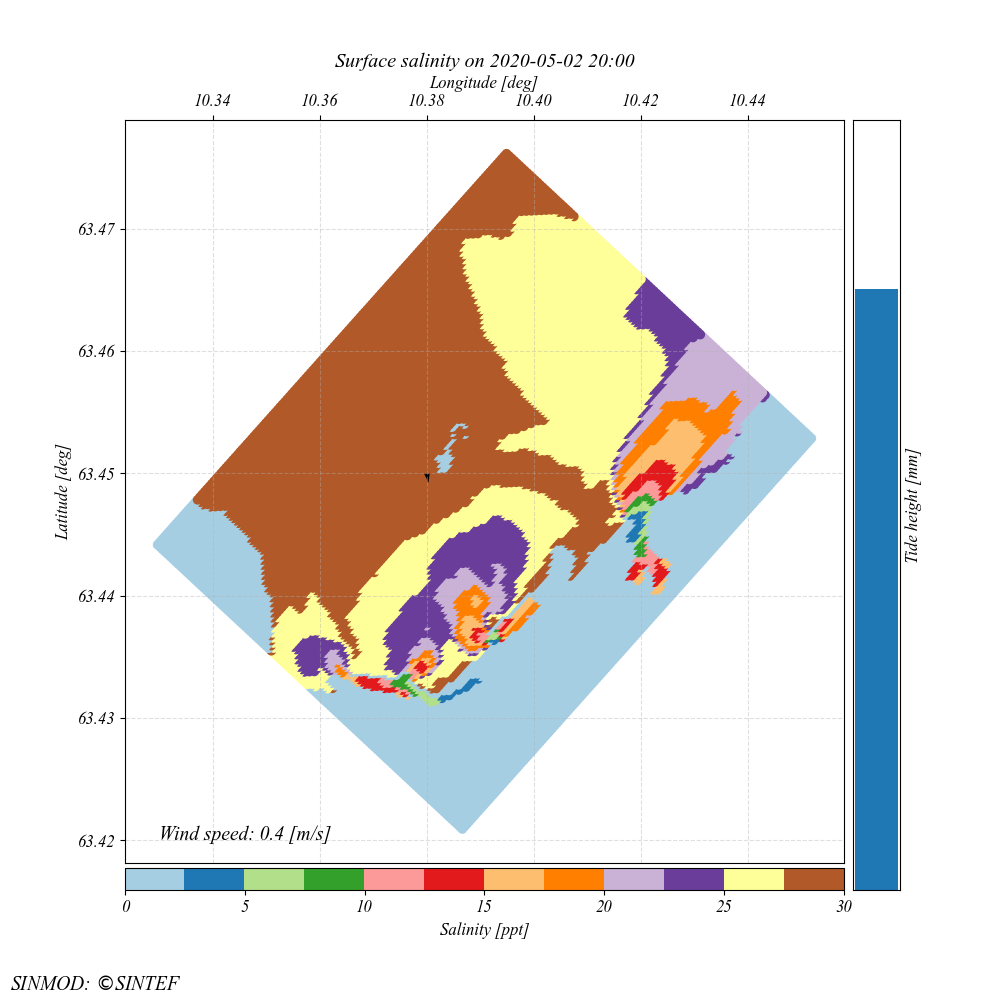 Surface salinity on 2020-05-02 20:00
Longitude [deg]
10.34 10.36 10.38 10.40 10.42 10.44
63.47
63.46
63.45
63.44
63.43
63.42
Latitude [deg]
Tide height [mm]
Wind speed: 0.4 [m/s]
0 5 10 15 20 25 30
Salinity [ppt]
SINMOD: ©SINTEF